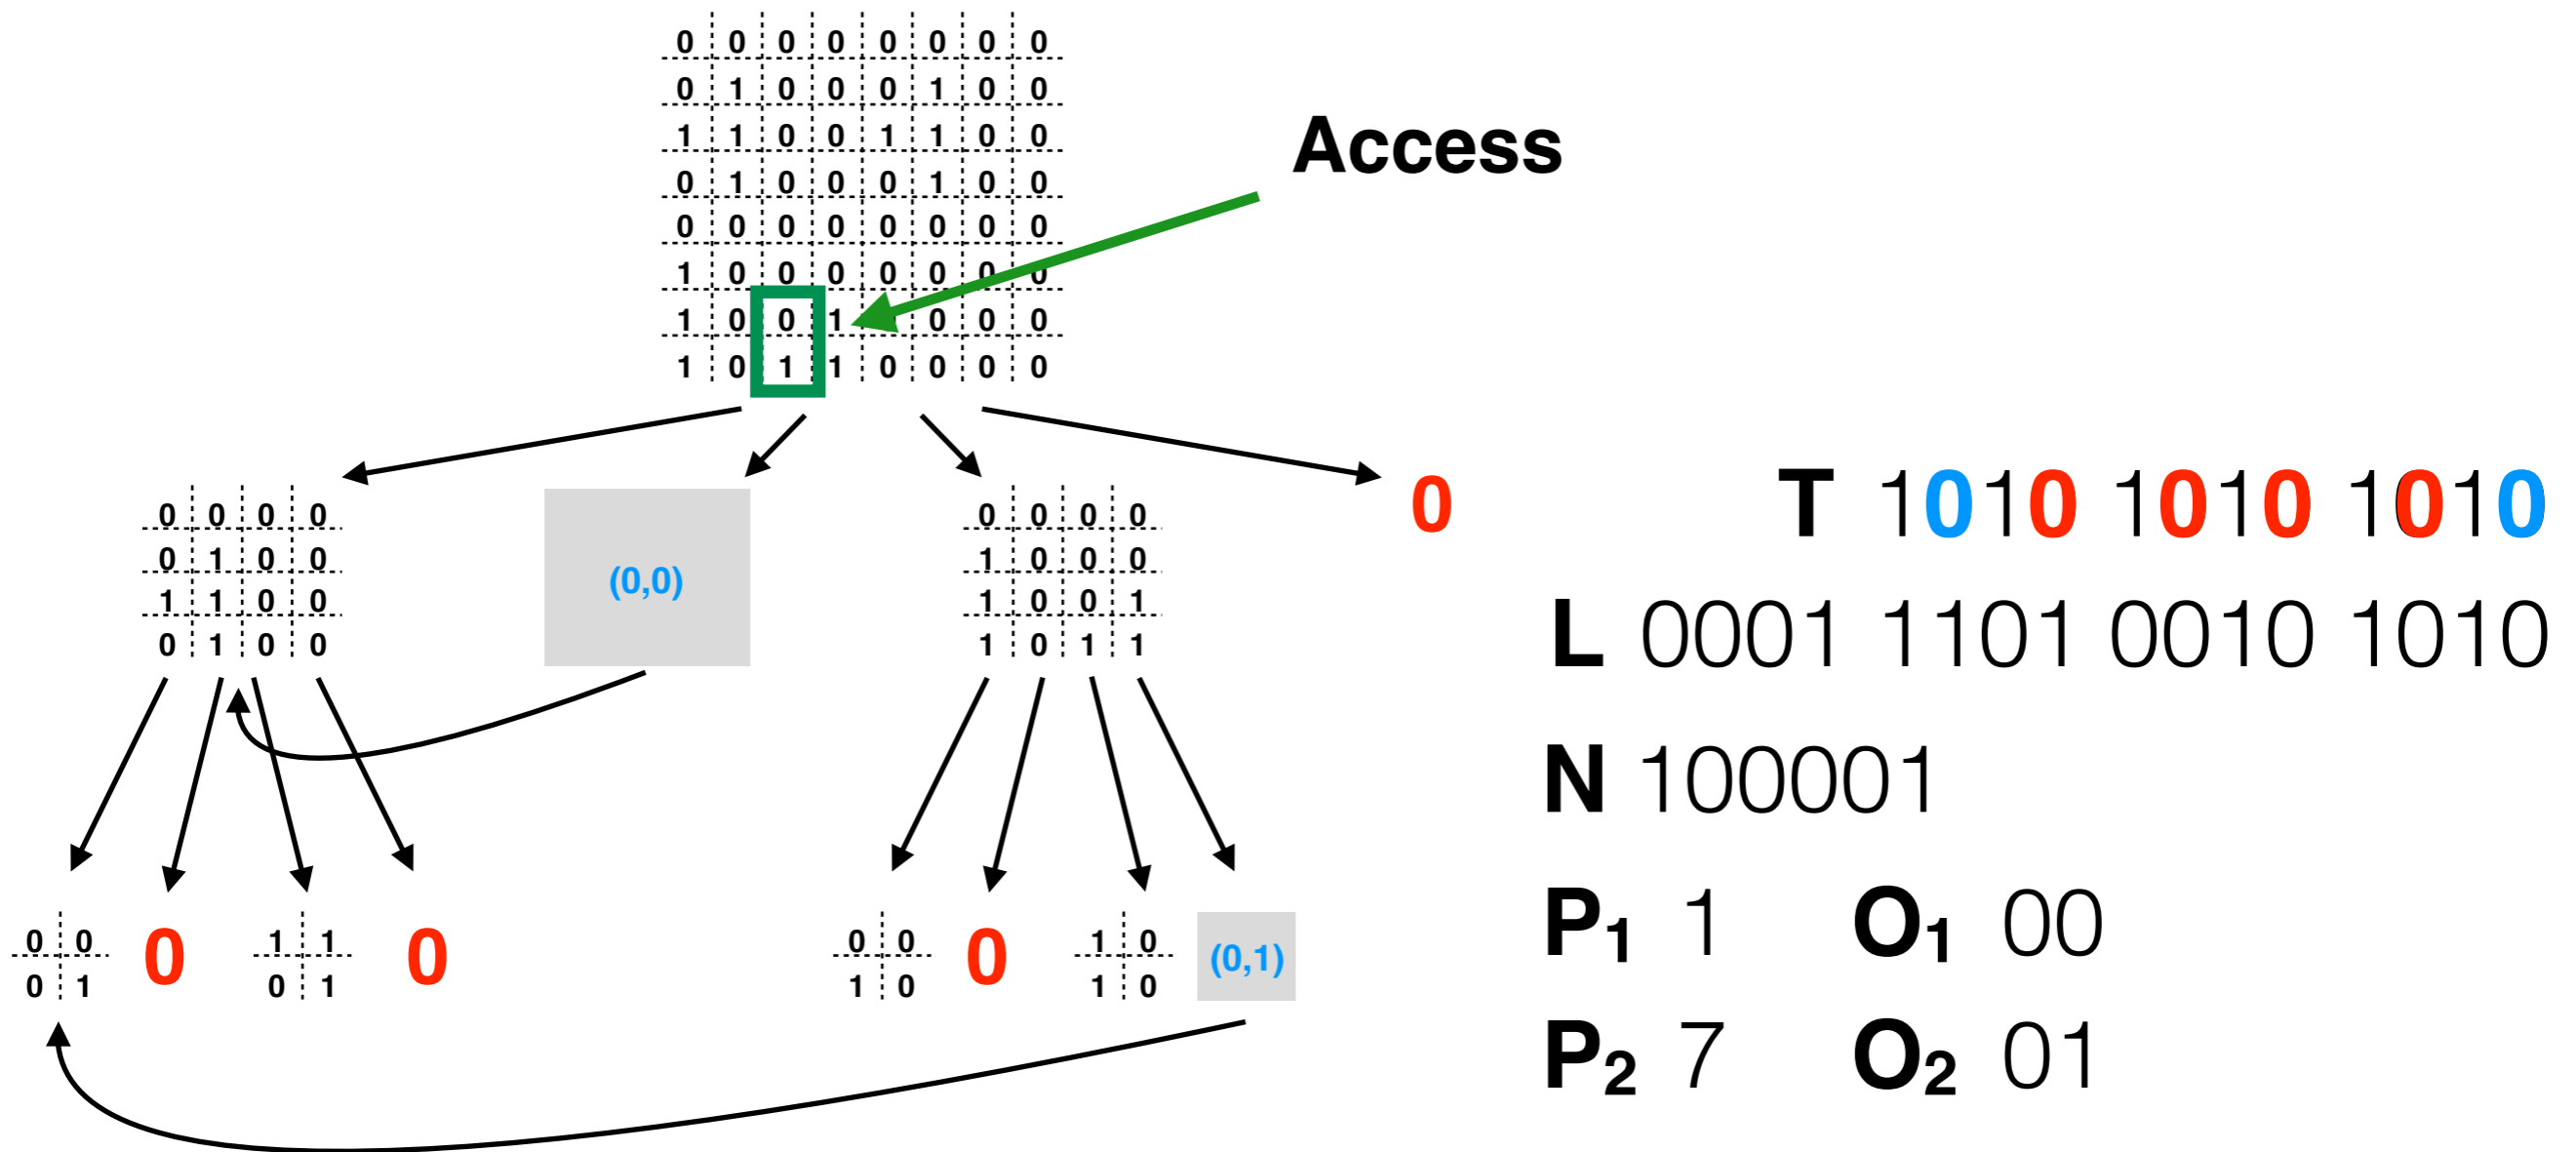 0 0 0 0 0 0 0 0
0 1 0 0 0 1 0 0
1 1 0 0 1 1 0 0
0 1 0 0 0 1 0 0
0 0 0 0 0 0 0 0
1 0 0 0 0 0 0 0
1 0 0 1 0 0 0
1 0 1 1 0 0 0 0
Access
0 0 0 0
0 1 0 0
1 1 0 0
0 1 0 0
(0,0)
0 0 0 0
1 0 0 0
1 0 0 1
1 0 1 1
0
0 0
0 1
0
1 1
0 1
0
0 0
1 0
0
1 0
1 0
(0,1)
T 1010 1010 1010
L 0001 1101 0010 1010
N 100001
P1 1 O1 00
P2 7 O2 01